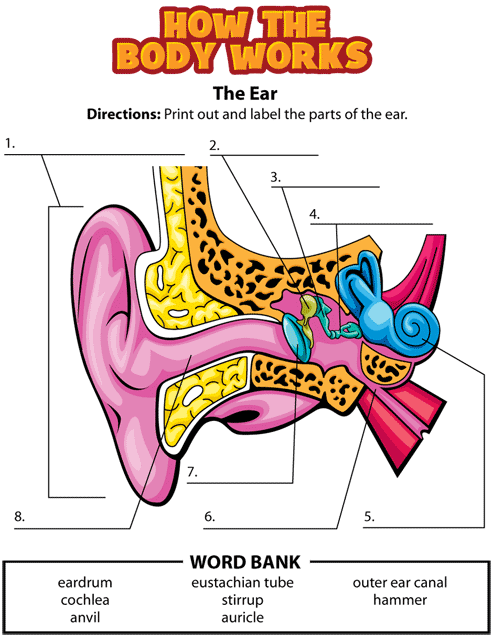 HOW THE
BODY WORKS
The Ear
Directions: Print out and label the parts of the ear.
1.
2.
3.
4.
7.
8.
6.
5.
WORD BANK
eardrum eustachian tube outer ear canal
cochlea stirrup hammer
anvil auricle